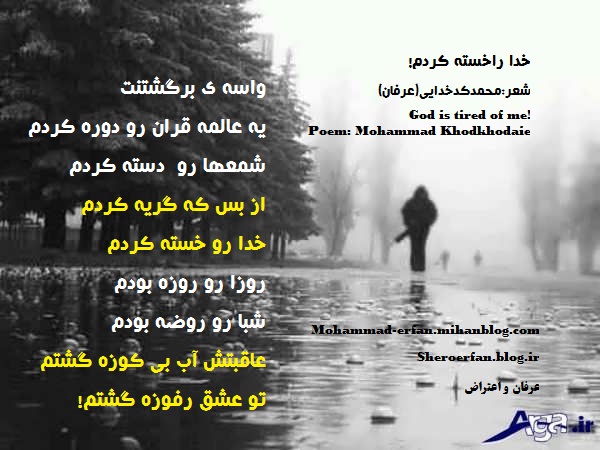 خدا راخسته کردم!
شعر:محمدکدخدایی(عرفان)
God is tired of me!
Poem: Mohammad Khodkhodaie
واسه ی برگشتنت
یه عالمه قران رو دوره کردم
شمعها رو دسته کردم
از بس که گریه کردم
خدا رو خسته کردم
روزا رو روزه بودم
شبا رو روضه بودم
عاقبتش آب بی کوزه گشتم
تو عشق رفوزه گشتم!
Mohammad-erfan.mihanblog.com
Sheroerfan.blog.ir
عرفان و اعتراض
Arga.ir